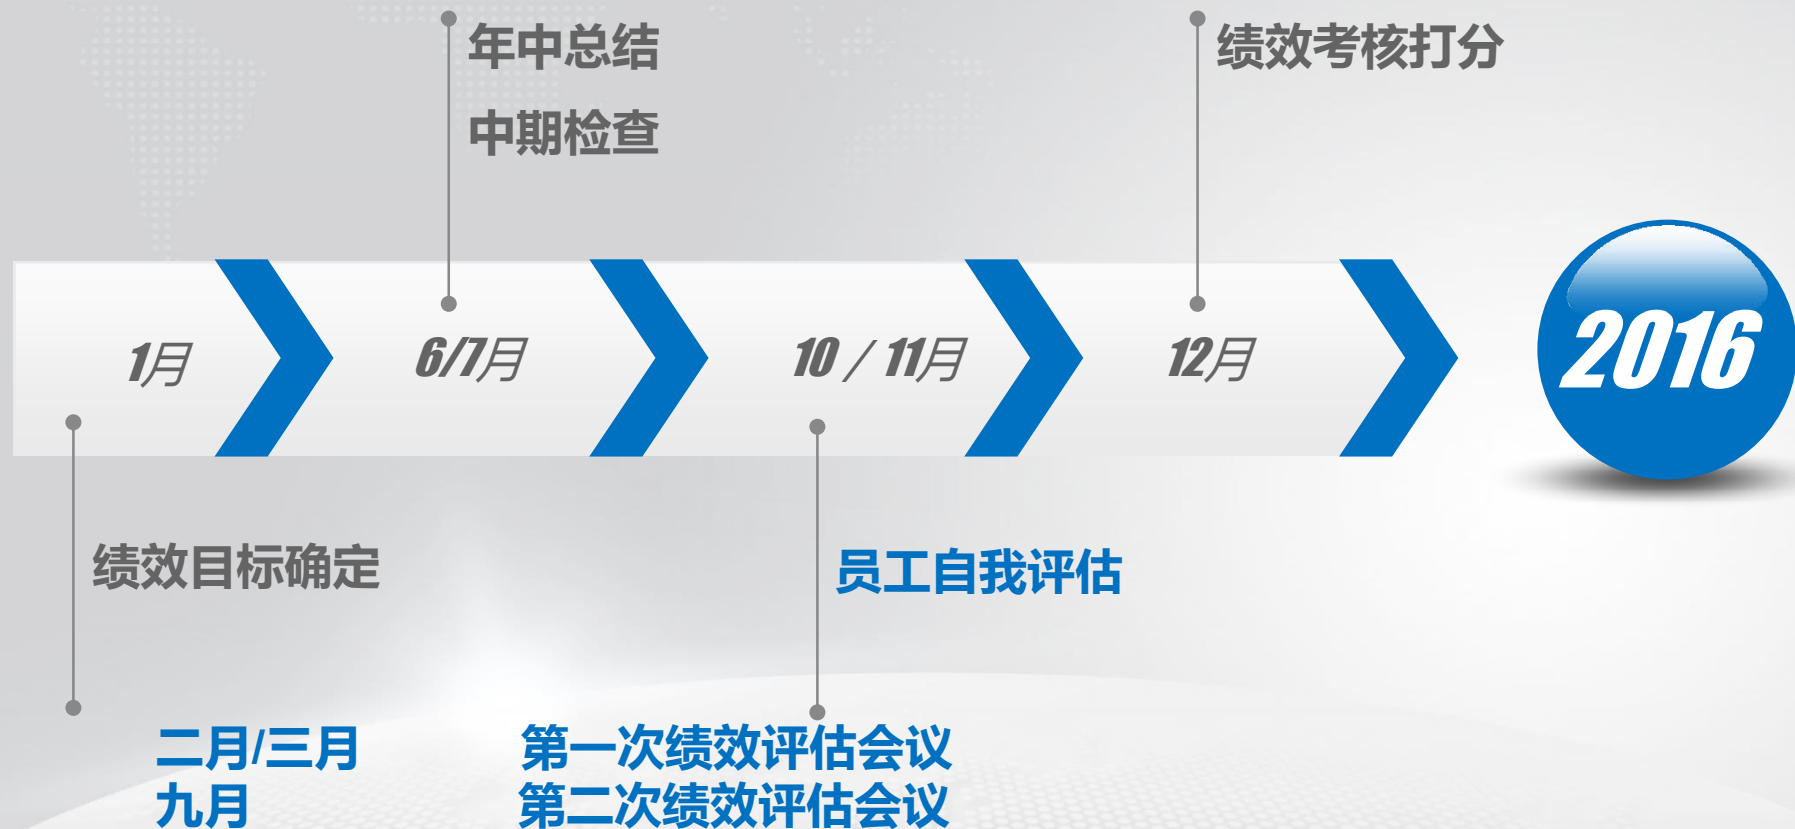 年中总结
中期检查
绩效考核打分
1月
6/7月
10 / 11月
12月
2016
绩效目标确定
员工自我评估
二月/三月 第一次绩效评估会议
九月 第二次绩效评估会议